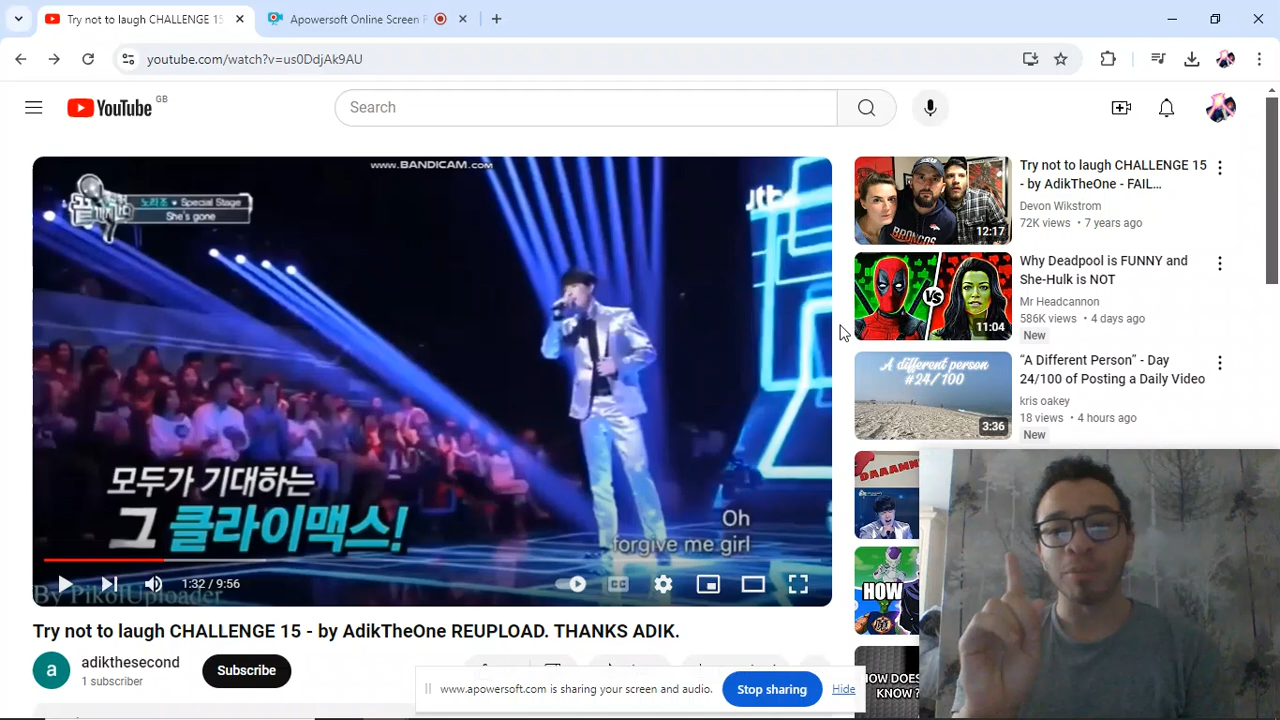 Try not to laugh CHALLENGE 15
Apowersoft Online Screen R
youtube.com/watch?v=us0DdjAk9AU
YouTube GB
Search
WWW.BANDICAM.COM
노라조 • Special Stage
She's gone
jtbc
모두가 기대하는
그 클라이맥스!
Oh
forgive me girl
1:32 / 9:56
By PikofUploader
Try not to laugh CHALLENGE 15 - by AdikTheOne REUPLOAD. THANKS ADIK.
a
adikthesecond
1 subscriber
Subscribe
BRONCOS
12:17
Try not to laugh CHALLENGE 15
- by AdikTheOne - FAIL...
Devon Wikstrom
72K views • 7 years ago
VS
11:04
Why Deadpool is FUNNY and
She-Hulk is NOT
Mr Headcannon
586K views • 4 days ago
New
A different person
#24/100
3:36
“A Different Person” - Day
24/100 of Posting a Daily Video
kris oakey
18 views • 4 hours ago
New
DAAAMN
HOW
HOW DOES
KNOW?
www.apowersoft.com is sharing your screen and audio.
Stop sharing
Hide